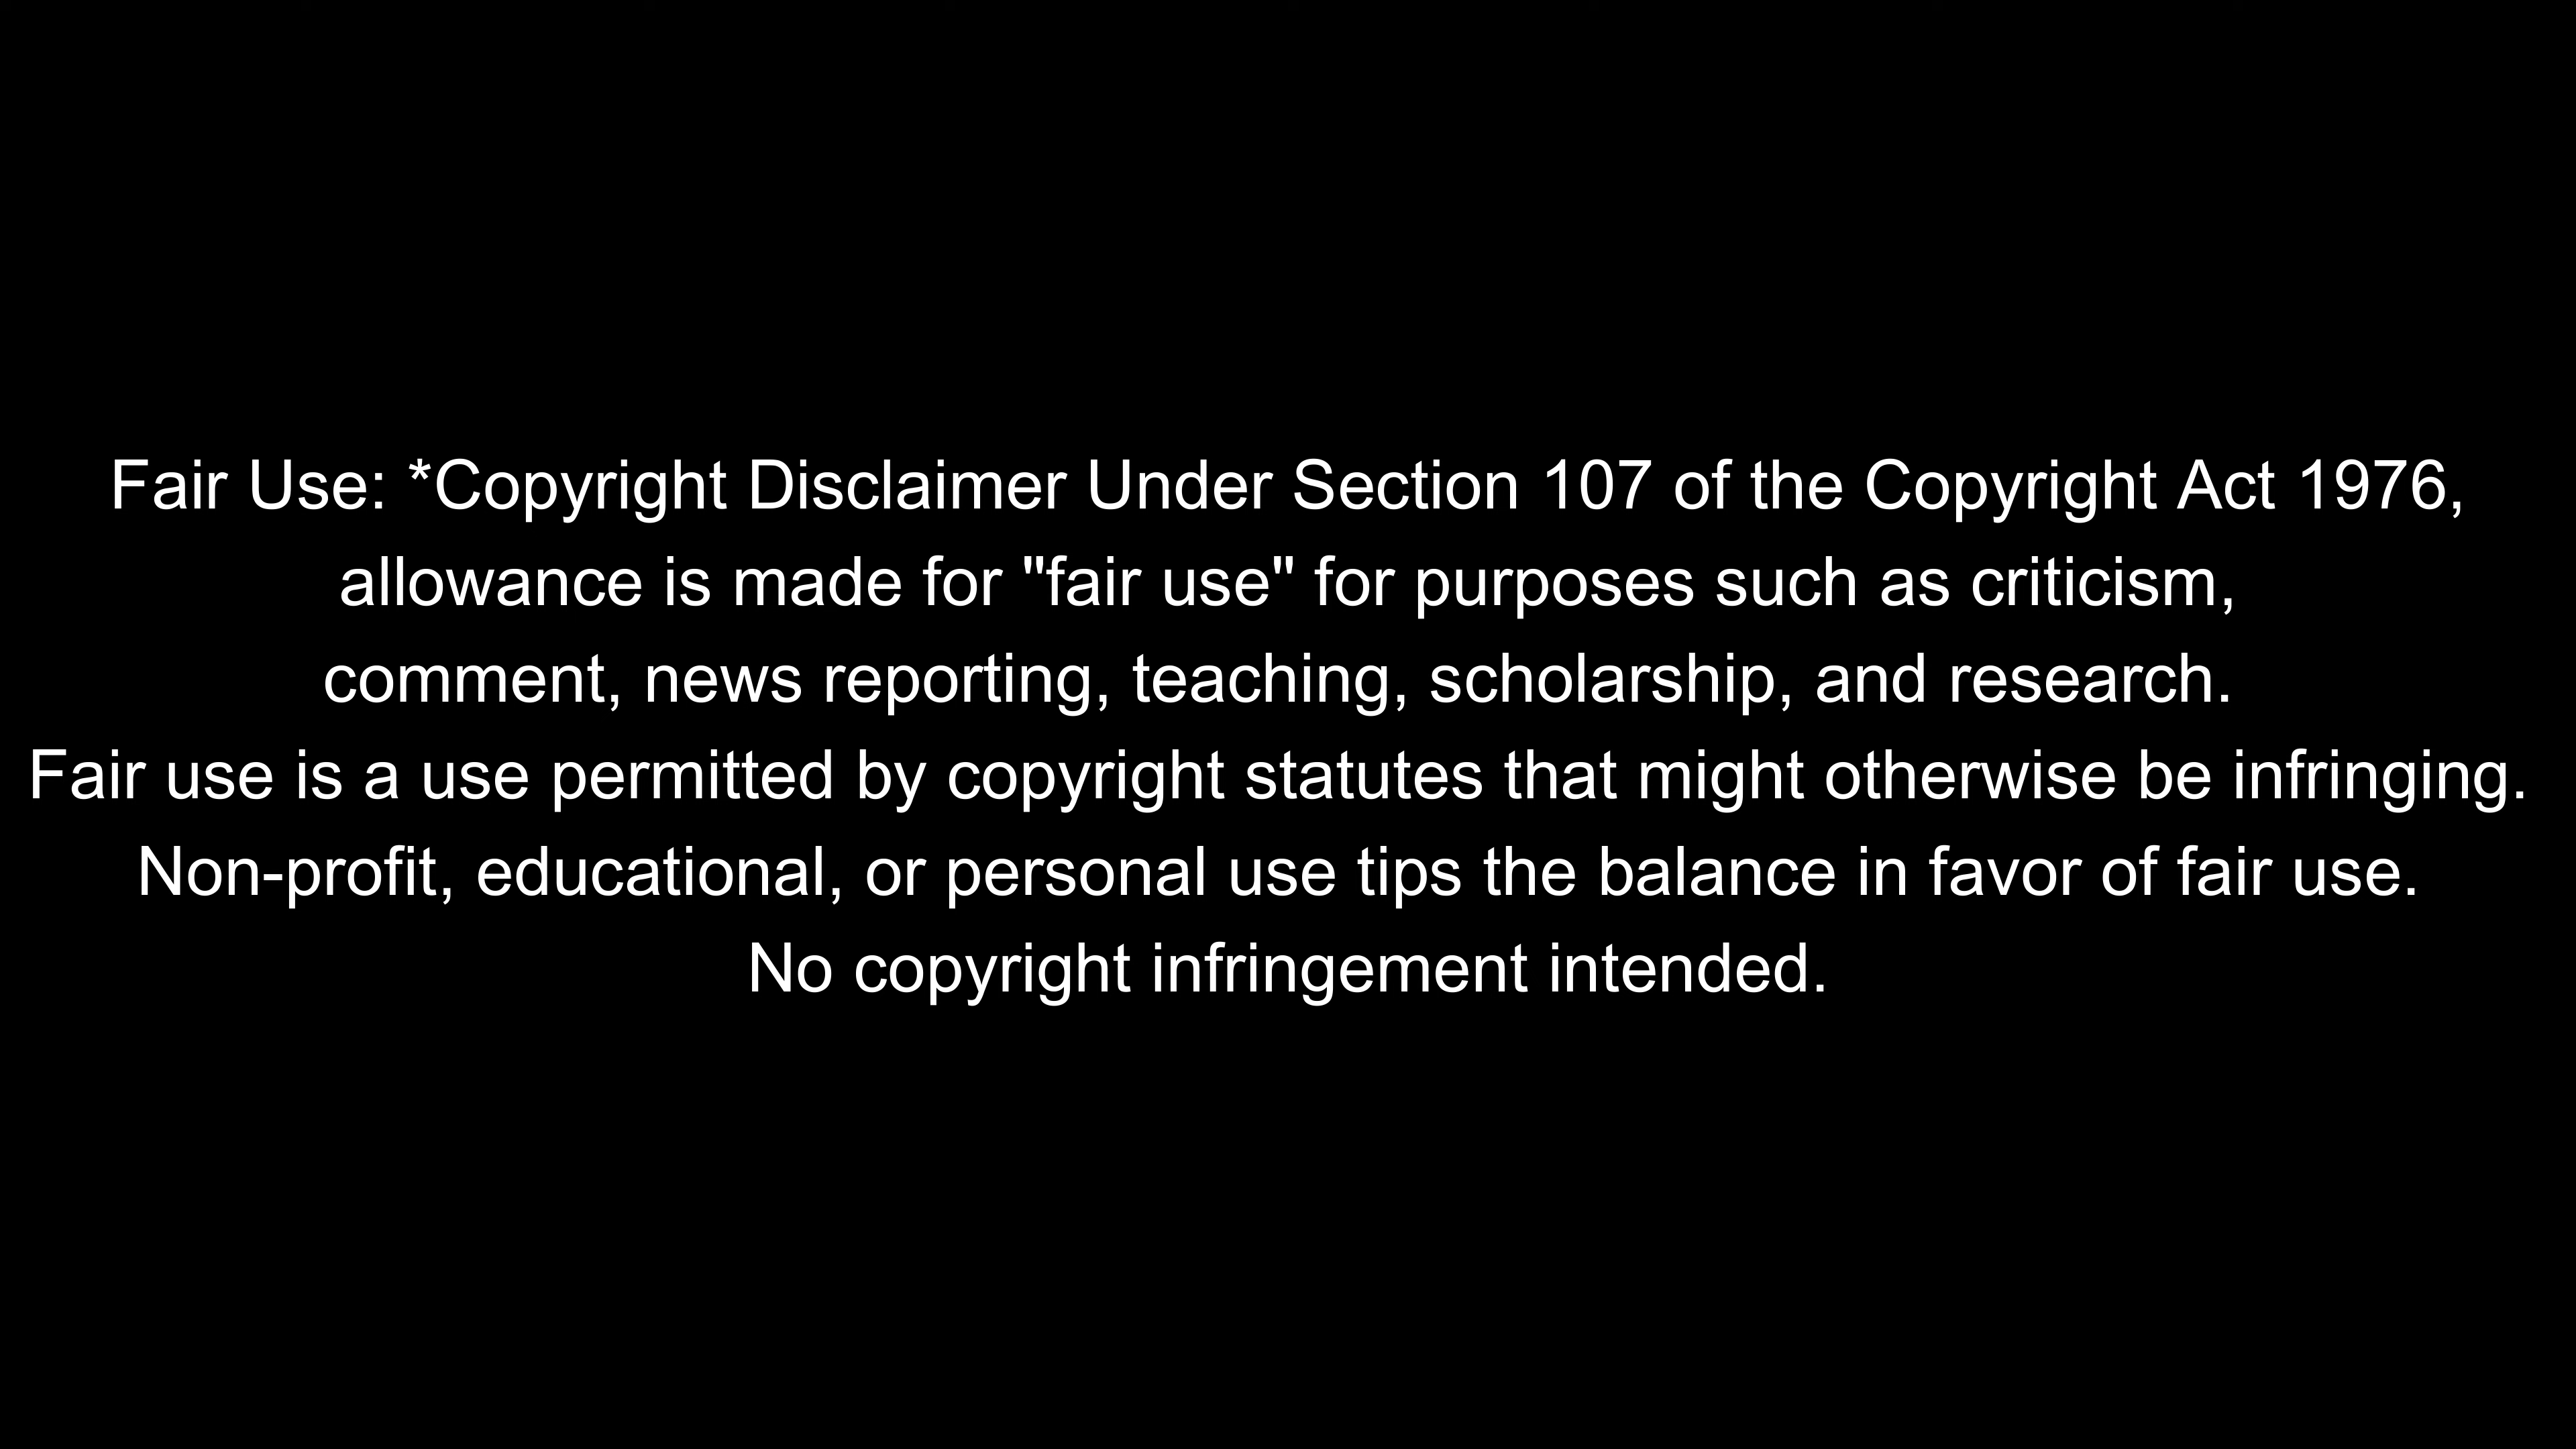 Fair Use: *Copyright Disclaimer Under Section 107 of the Copyright Act 1976,
allowance is made for "fair use" for purposes such as criticism,
comment, news reporting, teaching, scholarship, and research.
Fair use is a use permitted by copyright statutes that might otherwise be infringing.
Non-profit, educational, or personal use tips the balance in favor of fair use.
No copyright infringement intended.